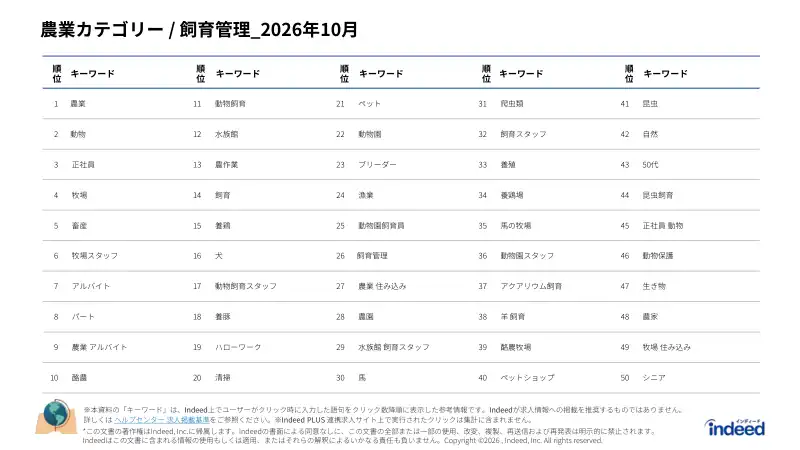 農業カテゴリー / 飼育管理_2026年10月
順位 キーワード 順位 キーワード 順位 キーワード 順位 キーワード 順位 キーワード
1 農業 11 動物飼育 21 ペット 31 爬虫類 41 昆虫
2 動物 12 水族館 22 動物園 32 飼育スタッフ 42 自然
3 正社員 13 農作業 23 ブリーダー 33 養殖 43 50代
4 牧場 14 飼育 24 漁業 34 養鶏場 44 昆虫飼育
5 畜産 15 養鶏 25 動物園飼育員 35 馬の牧場 45 正社員 動物
6 牧場スタッフ 16 犬 26 飼育管理 36 動物園スタッフ 46 動物保護
7 アルバイト 17 動物飼育スタッフ 27 農業 住み込み 37 アクアリウム飼育 47 生き物
8 パート 18 養豚 28 農園 38 羊 飼育 48 農家
9 農業 アルバイト 19 ハローワーク 29 水族館 飼育スタッフ 39 酪農牧場 49 牧場 住み込み
10 酪農 20 清掃 30 馬 40 ペットショップ 50 シニア
※本資料の「キーワード」は、Indeed上でユーザーがクリック時に入力した語句をクリック数降順に表示した参考情報です。Indeedが求人情報への掲載を推奨するものではありません。
詳しくは ヘルプセンター 求人掲載基準をご参照ください。※Indeed PLUS 連携求人サイト上で実行されたクリックは集計に含まれません。
*この文書の著作権はIndeed, Inc.に帰属します。Indeedの書面による同意なしに、この文書の全部または一部の使用、改変、複製、再送信および再発表は明示的に禁止されます。
Indeedはこの文書に含まれる情報の使用もしくは適用、またはそれらの解釈によるいかなる責任も負いません。Copyright ©2026 , Indeed, Inc. All rights reserved.
インディード
indeed